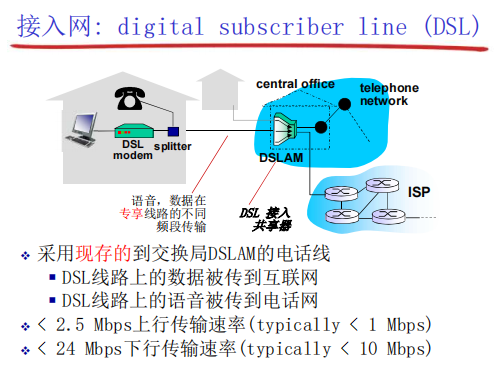 接入网: digital subscriber line (DSL)
central office
telephone
network
DSL
modem
splitter
DSLAM
ISP
语音, 数据在
专享线路的不同
频段传输
DSL 接入
共享器
采用现存的到交换局DSLAM的电话线
DSL线路上的数据被传到互联网
DSL线路上的语音被传到电话网
< 2.5 Mbps上行传输速率(typically < 1 Mbps)
< 24 Mbps下行传输速率(typically < 10 Mbps)